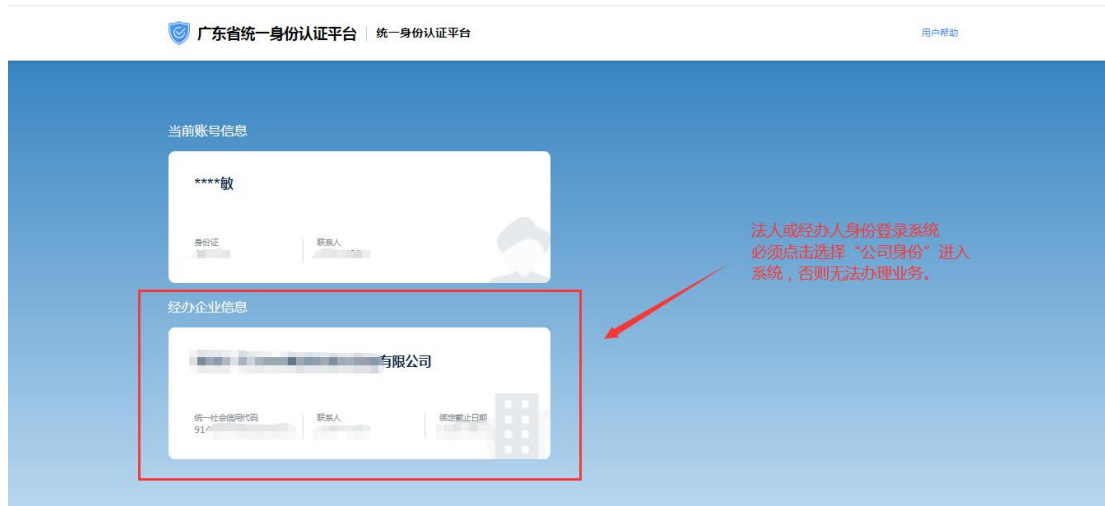 广东省统一身份认证平台 统一身份认证平台
用户帮助
当前账号信息
****敏
身份证
联系人
法人或经办人身份登录系统
必须点击选择“公司身份”进入
系统，否则无法办理业务。
经办企业信息
有限公司
统一社会信用代码
联系人
绑定截止日期
91